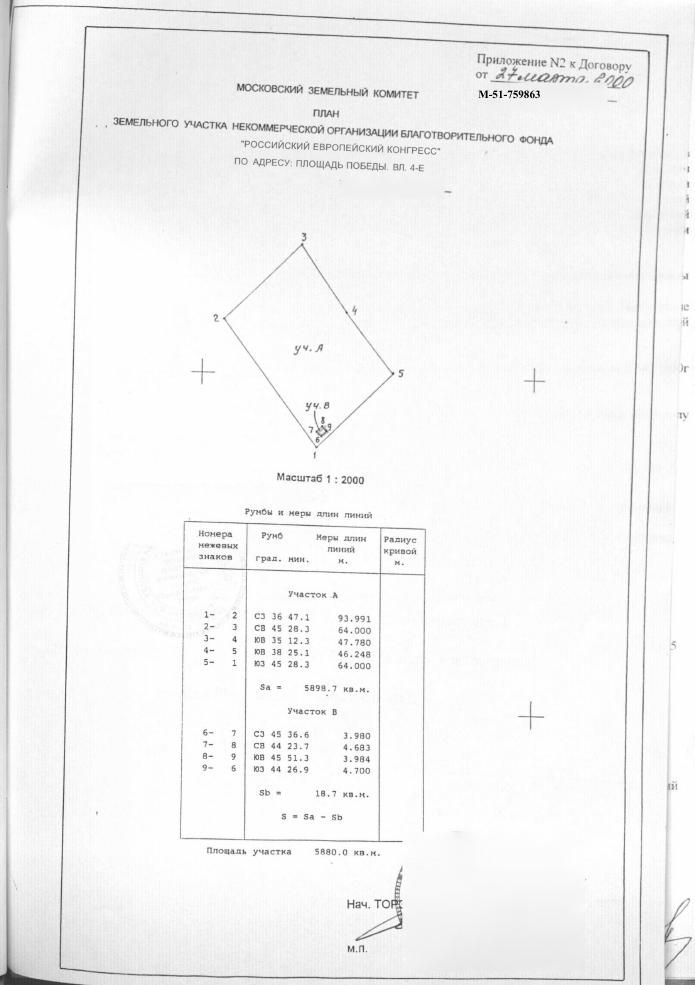 Приложение N2 к Договору
от 27 марта 2000
М-51-759863
МОСКОВСКИЙ ЗЕМЕЛЬНЫЙ КОМИТЕТ
ПЛАН
ЗЕМЕЛЬНОГО УЧАСТКА НЕКОММЕРЧЕСКОЙ ОРГАНИЗАЦИИ БЛАГОТВОРИТЕЛЬНОГО ФОНДА
"РОССИЙСКИЙ ЕВРОПЕЙСКИЙ КОНГРЕСС"
ПО АДРЕСУ: ПЛОЩАДЬ ПОБЕДЫ. ВЛ. 4-Е
3
2
4
уч. А
5
уч. В
8
7 9
6
1
Масштаб 1 : 2000
Румбы и меры длин линий
Номера Румб Меры длин Радиус
межевых линий кривой
знаков град. мин. м. м.
Участок А
1- 2 СЗ 36 47.1 93.991
2- 3 СВ 45 28.3 64.000
3- 4 ЮВ 35 12.3 47.780
4- 5 ЮВ 38 25.1 46.248
5- 1 ЮЗ 45 28.3 64.000
Sa = 5898.7 кв.м.
Участок В
6- 7 СЗ 45 36.6 3.980
7- 8 СВ 44 23.7 4.683
8- 9 ЮВ 45 51.3 3.984
9- 6 ЮЗ 44 26.9 4.700
Sb = 18.7 кв.м.
S = Sa - Sb
Площадь участка 5880.0 кв.м.
Нач. ТОР
М.П.